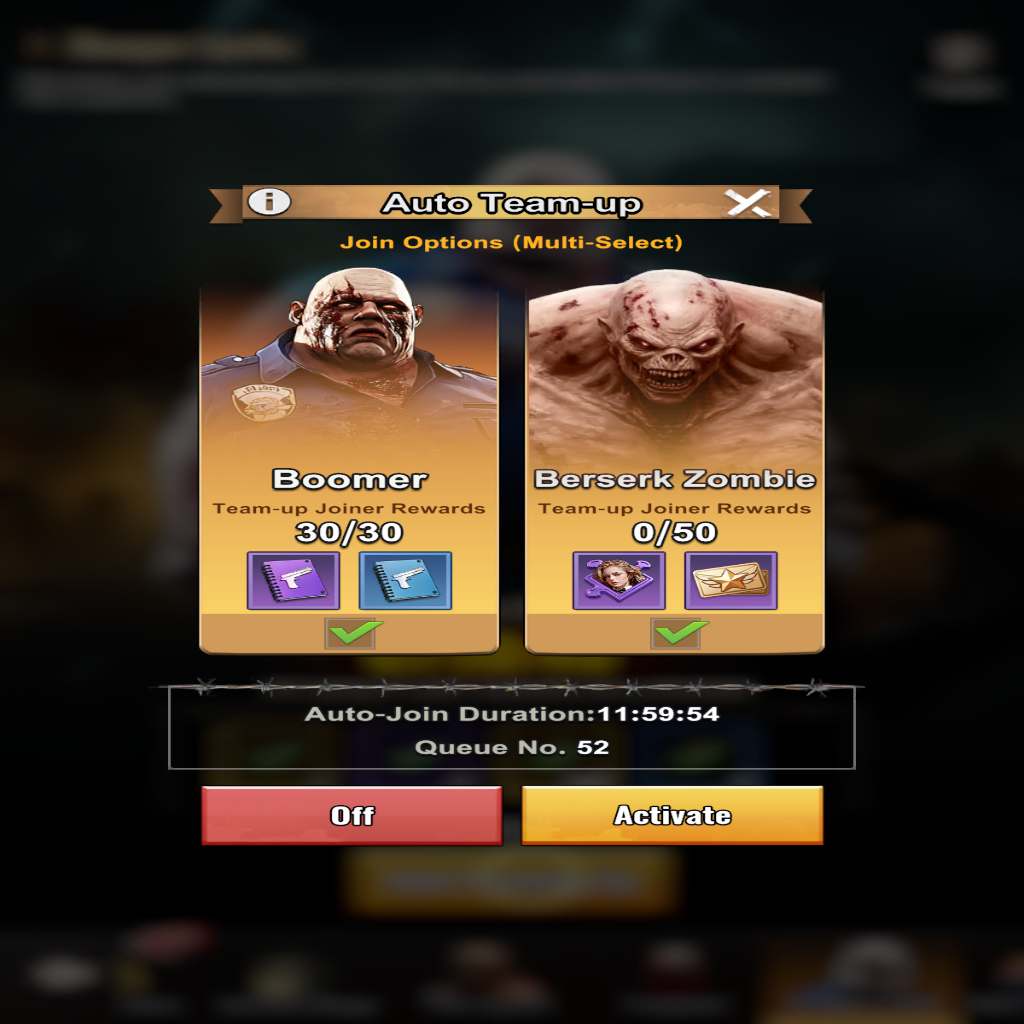 Auto Team-up
Join Options (Multi-Select)
Boomer
Team-up Joiner Rewards
30/30
Berserk Zombie
Team-up Joiner Rewards
0/50
Auto-Join Duration:11:59:54
Queue No. 52
Off
Activate